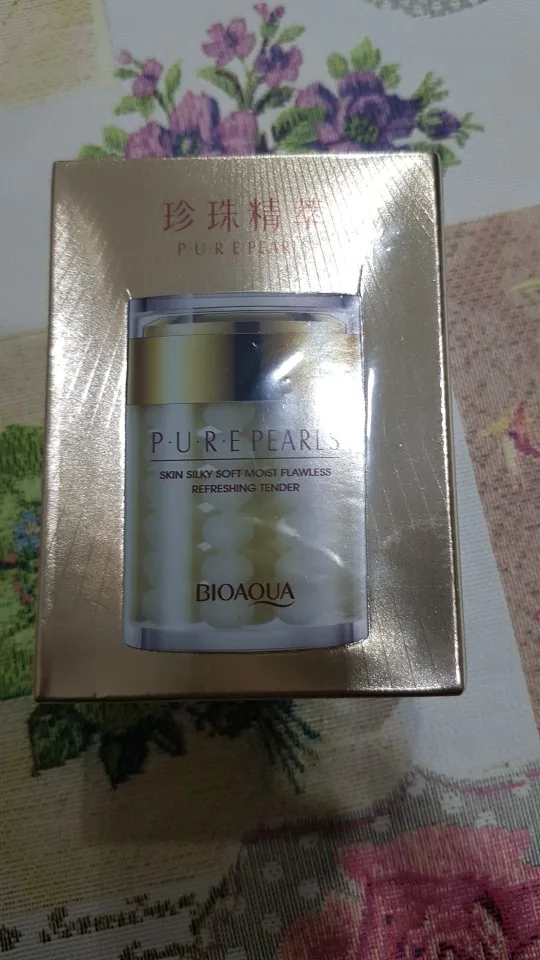 珍珠精萃
P·U·R·E PEARLS
P·U·R·E PEARLS
SKIN SILKY SOFT MOIST FLAWLESS
REFRESHING TENDER
BIOAQUA